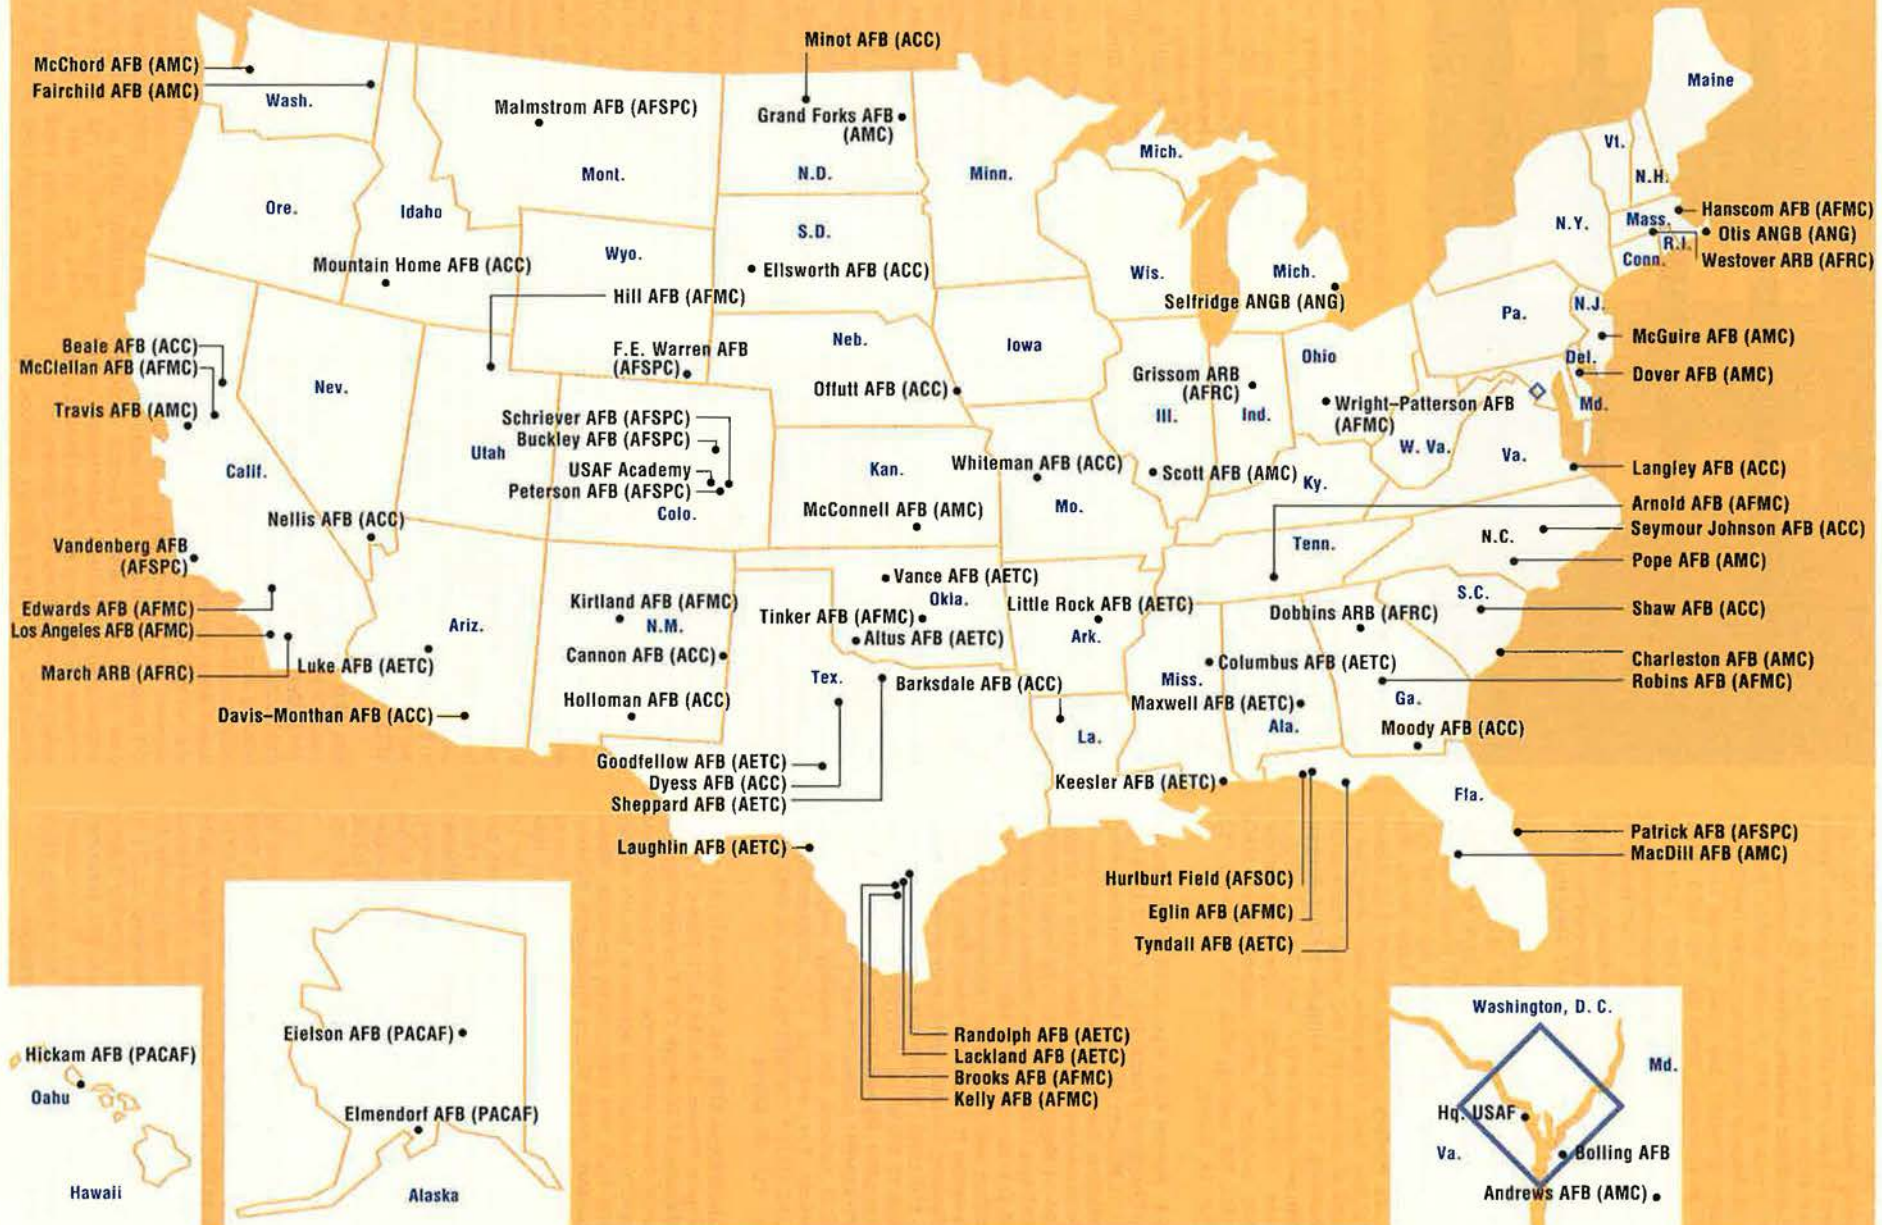 Minot AFB (ACC)
McChord AFB (AMC)
Fairchild AFB (AMC)
Wash.
Malmstrom AFB (AFSPC)
Grand Forks AFB
(AMC)
Maine
Mich.
Vt.
N.H.
Mont.
N.D.
Minn.
Ore.
Idaho
Hanscom AFB (AFMC)
Mass.
N.Y.
Otis ANGB (ANG)
R.I.
Conn.
Westover ARB (AFRC)
S.D.
Wyo.
Mountain Home AFB (ACC)
Ellsworth AFB (ACC)
Wis.
Mich.
Selfridge ANGB (ANG)
Hill AFB (AFMC)
N.J.
Pa.
McGuire AFB (AMC)
Beale AFB (ACC)
McClellan AFB (AFMC)
F.E. Warren AFB
(AFSPC)
Neb.
Iowa
Ohio
Del.
Dover AFB (AMC)
Nev.
Offutt AFB (ACC)
Grissom ARB
(AFRC)
Ill.
Ind.
Wright-Patterson AFB
(AFMC)
Md.
Travis AFB (AMC)
Schriever AFB (AFSPC)
Buckley AFB (AFSPC)
Utah
USAF Academy
Peterson AFB (AFSPC)
Colo.
Calif.
Kan.
Whiteman AFB (ACC)
Scott AFB (AMC)
Ky.
W. Va.
Va.
Langley AFB (ACC)
McConnell AFB (AMC)
Mo.
Arnold AFB (AFMC)
Nellis AFB (ACC)
Seymour Johnson AFB (ACC)
N.C.
Tenn.
Vandenberg AFB
(AFSPC)
Pope AFB (AMC)
Vance AFB (AETC)
Okla.
Edwards AFB (AFMC)
Los Angeles AFB (AFMC)
Kirtland AFB (AFMC)
N.M.
Tinker AFB (AFMC)
Little Rock AFB (AETC)
Ark.
Dobbins ARB (AFRC)
S.C.
Shaw AFB (ACC)
Ariz.
Altus AFB (AETC)
March ARB (AFRC)
Luke AFB (AETC)
Cannon AFB (ACC)
Tex.
Barksdale AFB (ACC)
Columbus AFB (AETC)
Miss.
Charleston AFB (AMC)
Robins AFB (AFMC)
Ga.
Davis-Monthan AFB (ACC)
Holloman AFB (ACC)
Maxwell AFB (AETC)
Ala.
Moody AFB (ACC)
La.
Goodfellow AFB (AETC)
Dyess AFB (ACC)
Sheppard AFB (AETC)
Keesler AFB (AETC)
Fla.
Laughlin AFB (AETC)
Patrick AFB (AFSPC)
MacDill AFB (AMC)
Hurlburt Field (AFSOC)
Eglin AFB (AFMC)
Tyndall AFB (AETC)
Randolph AFB (AETC)
Lackland AFB (AETC)
Brooks AFB (AFMC)
Kelly AFB (AFMC)
Hickam AFB (PACAF)
Oahu
Hawaii
Eielson AFB (PACAF)
Elmendorf AFB (PACAF)
Alaska
Washington, D. C.
Md.
Hq. USAF
Va.
Bolling AFB
Andrews AFB (AMC)